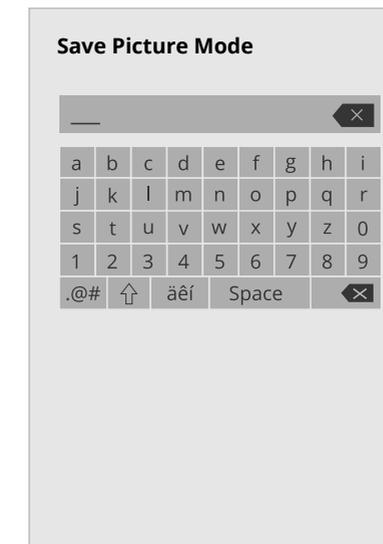 Save Picture Mode
a b c d e f g h i
j k l m n o p q r
s t u v w x y z 0
1 2 3 4 5 6 7 8 9
.@# äêí Space